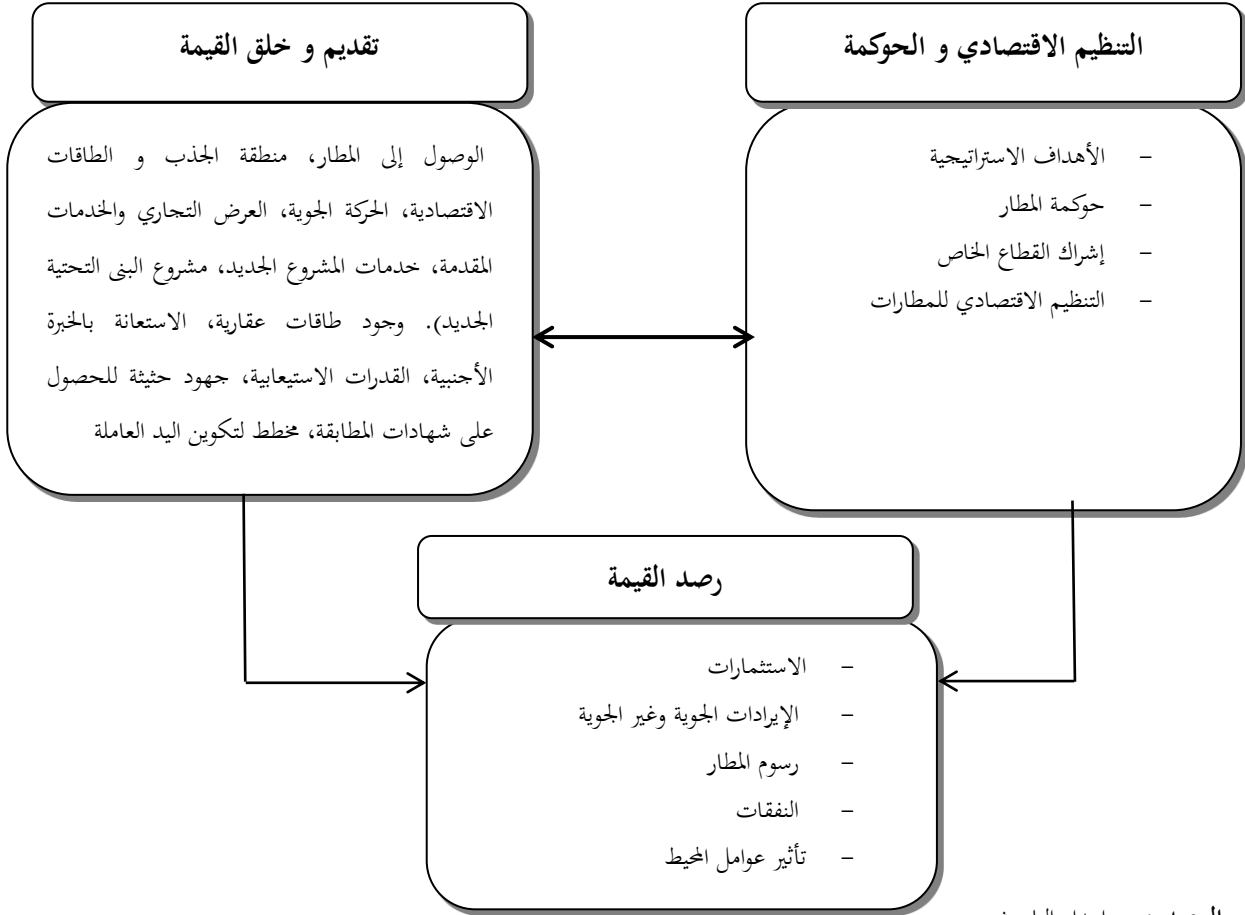 التنظيم الاقتصادي و الحوكمة
– الأهداف الاستراتيجية
– حوكمة المطار
– إشراك القطاع الخاص
– التنظيم الاقتصادي للمطارات
تقديم و خلق القيمة
الوصول إلى المطار، منطقة الجذب و الطاقات
الاقتصادية، الحركة الجوية، العرض التجاري والخدمات
المقدمة، خدمات المشروع الجديد، مشروع البنى التحتية
الجديد). وجود طاقات عقارية، الاستعانة بالخبرة
الأجنبية، القدرات الاستيعابية، جهود حثيثة للحصول
على شهادات المطابقة، مخطط لتكوين اليد العاملة
رصد القيمة
– الاستثمارات
– الإيرادات الجوية وغير الجوية
– رسوم المطار
– النفقات
– تأثير عوامل المحيط